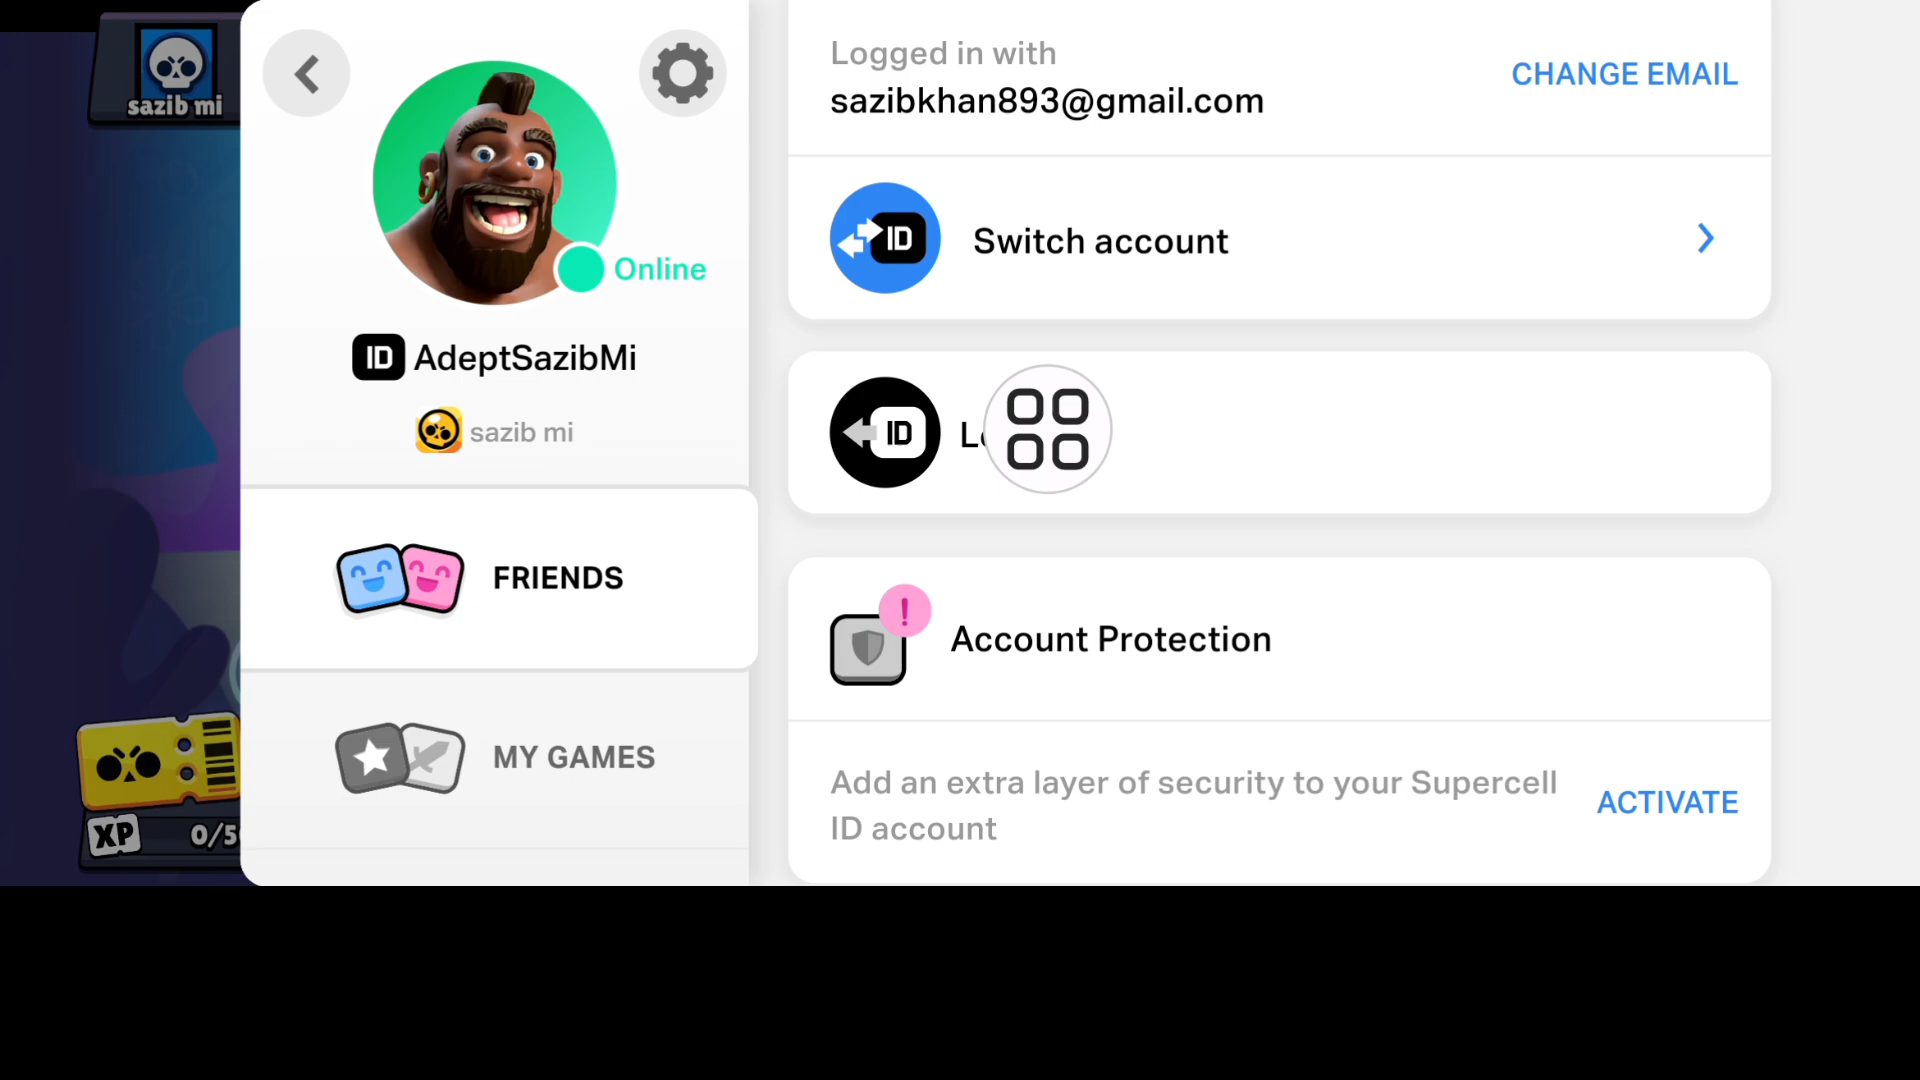 sazib mi
XP
Online
ID AdeptSazibMi
sazib mi
FRIENDS
MY GAMES
Logged in with
sazibkhan893@gmail.com
CHANGE EMAIL
ID
Switch account
ID
Account Protection
Add an extra layer of security to your Supercell
ID account
ACTIVATE